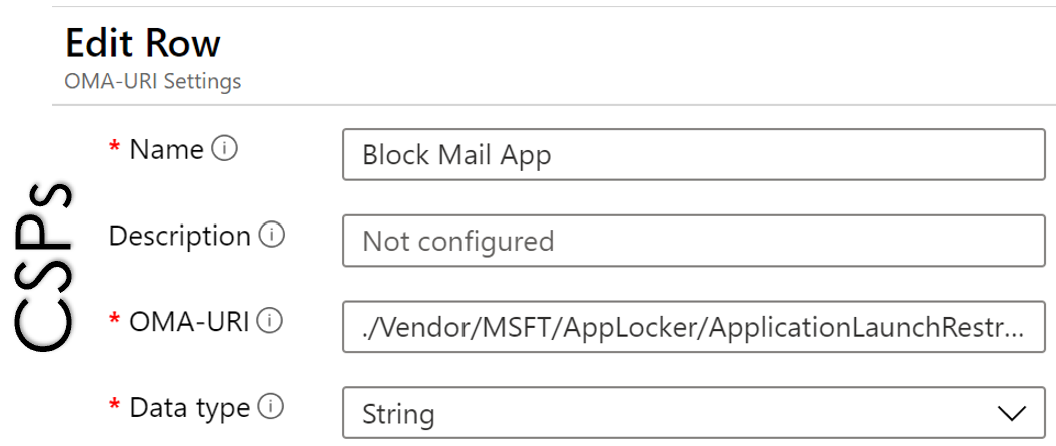 Edit Row
OMA-URI Settings
CSPs
* Name
Block Mail App
Description
Not configured
* OMA-URI
./Vendor/MSFT/AppLocker/ApplicationLaunchRestr...
* Data type
String